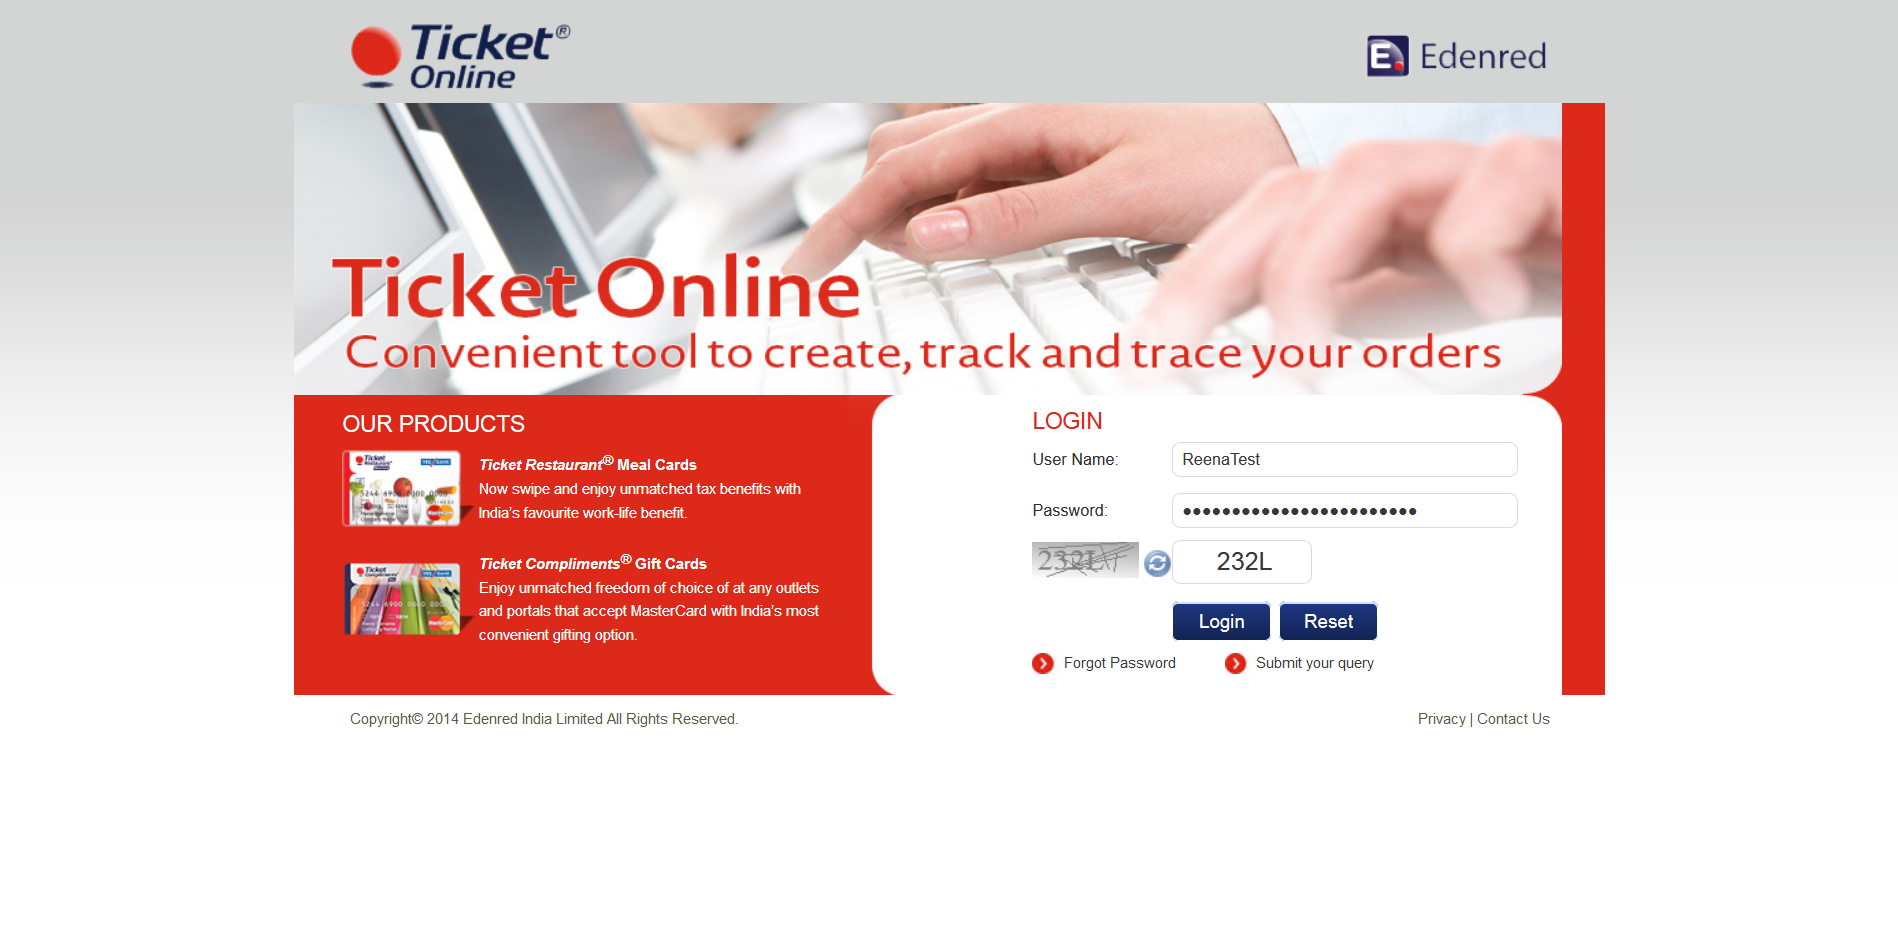 Ticket®
Online
Edenred
Ticket Online
Convenient tool to create, track and trace your orders
OUR PRODUCTS
Ticket Restaurant® Meal Cards
Now swipe and enjoy unmatched tax benefits with
India's favourite work-life benefit.
Ticket Compliments® Gift Cards
Enjoy unmatched freedom of choice of at any outlets
and portals that accept MasterCard with India's most
convenient gifting option.
LOGIN
User Name: ReenaTest
Password: ••••••••••••••••••••••••
232L 232L
Login Reset
Forgot Password Submit your query
Copyright© 2014 Edenred India Limited All Rights Reserved.
Privacy | Contact Us